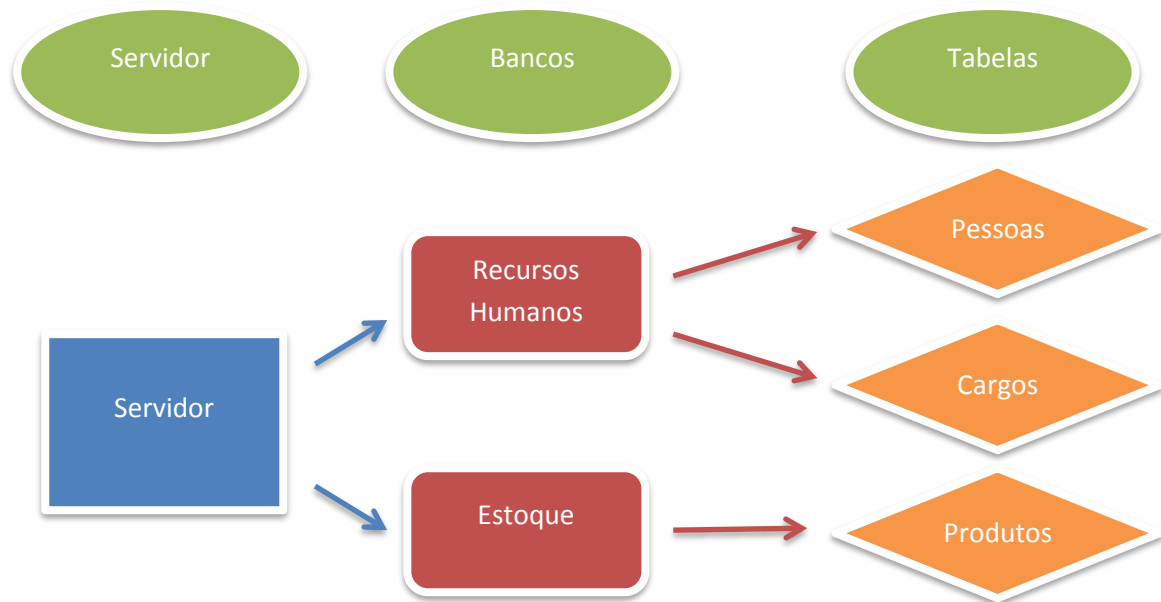 Servidor
Bancos
Tabelas
Pessoas
Recursos
Humanos
Servidor
Cargos
Estoque
Produtos